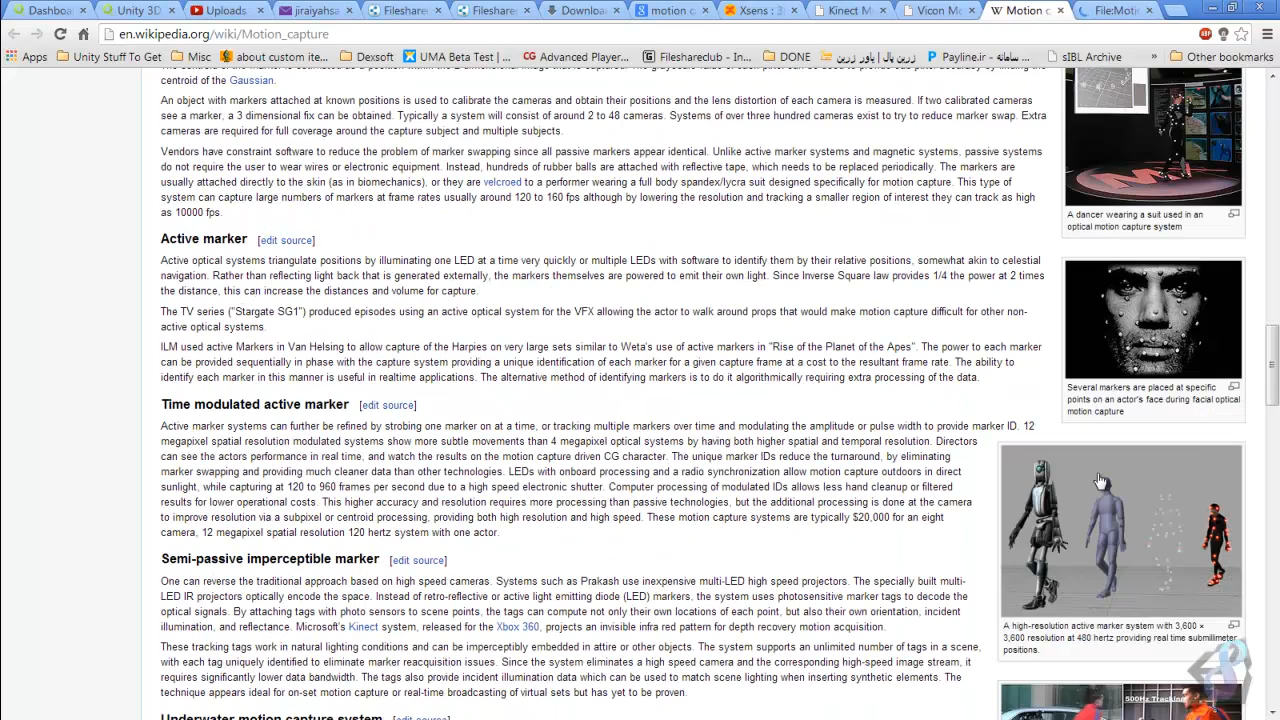 Dashboa
Unity 3D
Uploads
jiraiyahsa
Fileshare
Fileshare
Downloa
motion c
Xsens : 3
Kinect M
Vicon Mo
Motion c
File:Moti
en.wikipedia.org/wiki/Motion_capture
Apps
Unity Stuff To Get
Misc
about custom ite...
Dexsoft
UMA Beta Test | ...
Advanced Player...
Fleshareclub - In...
DONE
زرین پال | پاور زرین
Payline.ir - سامانه ...
sIBL Archive
»
Other bookmarks
centroid of the Gaussian.
An object with markers attached at known positions is used to calibrate the cameras and obtain their positions and the lens distortion of each camera is measured. If two calibrated cameras
see a marker, a 3 dimensional fix can be obtained. Typically a system will consist of around 2 to 48 cameras. Systems of over three hundred cameras exist to try to reduce marker swap. Extra
cameras are required for full coverage around the capture subject and multiple subjects.
Vendors have constraint software to reduce the problem of marker swapping since all passive markers appear identical. Unlike active marker systems and magnetic systems, passive systems
do not require the user to wear wires or electronic equipment. Instead, hundreds of rubber balls are attached with reflective tape, which needs to be replaced periodically. The markers are
usually attached directly to the skin (as in biomechanics), or they are velcroed to a performer wearing a full body spandex/lycra suit designed specifically for motion capture. This type of
system can capture large numbers of markers at frame rates usually around 120 to 160 fps although by lowering the resolution and tracking a smaller region of interest they can track as high
as 10000 fps.
A dancer wearing a suit used in an
optical motion capture system
Active marker [edit source]
Active optical systems triangulate positions by illuminating one LED at a time very quickly or multiple LEDs with software to identify them by their relative positions, somewhat akin to celestial
navigation. Rather than reflecting light back that is generated externally, the markers themselves are powered to emit their own light. Since Inverse Square law provides 1/4 the power at 2 times
the distance, this can increase the distances and volume for capture.
The TV series ("Stargate SG1") produced episodes using an active optical system for the VFX allowing the actor to walk around props that would make motion capture difficult for other non-
active optical systems.
ILM used active Markers in Van Helsing to allow capture of the Harpies on very large sets similar to Weta's use of active markers in "Rise of the Planet of the Apes". The power to each marker
can be provided sequentially in phase with the capture system providing a unique identification of each marker for a given capture frame at a cost to the resultant frame rate. The ability to
identify each marker in this manner is useful in realtime applications. The alternative method of identifying markers is to do it algorithmically requiring extra processing of the data.
Several markers are placed at specific
points on an actor's face during facial optical
motion capture
Time modulated active marker [edit source]
Active marker systems can further be refined by strobing one marker on at a time, or tracking multiple markers over time and modulating the amplitude or pulse width to provide marker ID. 12
megapixel spatial resolution modulated systems show more subtle movements than 4 megapixel optical systems by having both higher spatial and temporal resolution. Directors
can see the actors performance in real time, and watch the results on the motion capture driven CG character. The unique marker IDs reduce the turnaround, by eliminating
marker swapping and providing much cleaner data than other technologies. LEDs with onboard processing and a radio synchronization allow motion capture outdoors in direct
sunlight, while capturing at 120 to 960 frames per second due to a high speed electronic shutter. Computer processing of modulated IDs allows less hand cleanup or filtered
results for lower operational costs. This higher accuracy and resolution requires more processing than passive technologies, but the additional processing is done at the camera
to improve resolution via a subpixel or centroid processing, providing both high resolution and high speed. These motion capture systems are typically $20,000 for an eight
camera, 12 megapixel spatial resolution 120 hertz system with one actor.
Semi-passive imperceptible marker [edit source]
One can reverse the traditional approach based on high speed cameras. Systems such as Prakash use inexpensive multi-LED high speed projectors. The specially built multi-
LED IR projectors optically encode the space. Instead of retro-reflective or active light emitting diode (LED) markers, the system uses photosensitive marker tags to decode the
optical signals. By attaching tags with photo sensors to scene points, the tags can compute not only their own locations of each point, but also their own orientation, incident
illumination, and reflectance. Microsoft's Kinect system, released for the Xbox 360, projects an invisible infra red pattern for depth recovery motion acquisition.
A high-resolution active marker system with 3,600 ×
3,600 resolution at 480 hertz providing real time submillimeter
positions.
These tracking tags work in natural lighting conditions and can be imperceptibly embedded in attire or other objects. The system supports an unlimited number of tags in a scene,
with each tag uniquely identified to eliminate marker reacquisition issues. Since the system eliminates a high speed camera and the corresponding high-speed image stream, it
requires significantly lower data bandwidth. The tags also provide incident illumination data which can be used to match scene lighting when inserting synthetic elements. The
technique appears ideal for on-set motion capture or real-time broadcasting of virtual sets but has yet to be proven.
500Hz Tracking
Underwater motion capture system [edit source]